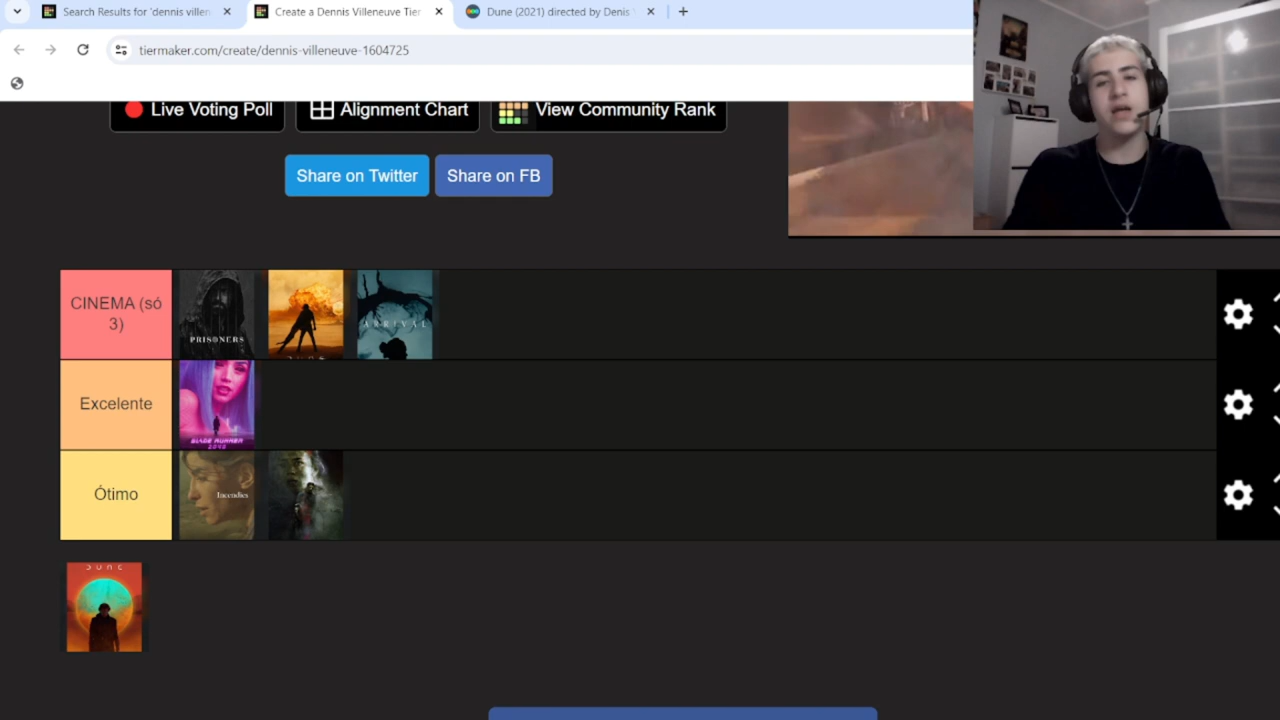 Search Results for 'dennis villen
Create a Dennis Villeneuve Tier
Dune (2021) directed by Denis
tiermaker.com/create/dennis-villeneuve-1604725
Live Voting Poll
Alignment Chart
View Community Rank
Share on Twitter
Share on FB
CINEMA (só
3)
PRISONERS
ARRIVAL
Excelente
BLADE RUNNER
2049
Ótimo
Incendies
DUNE